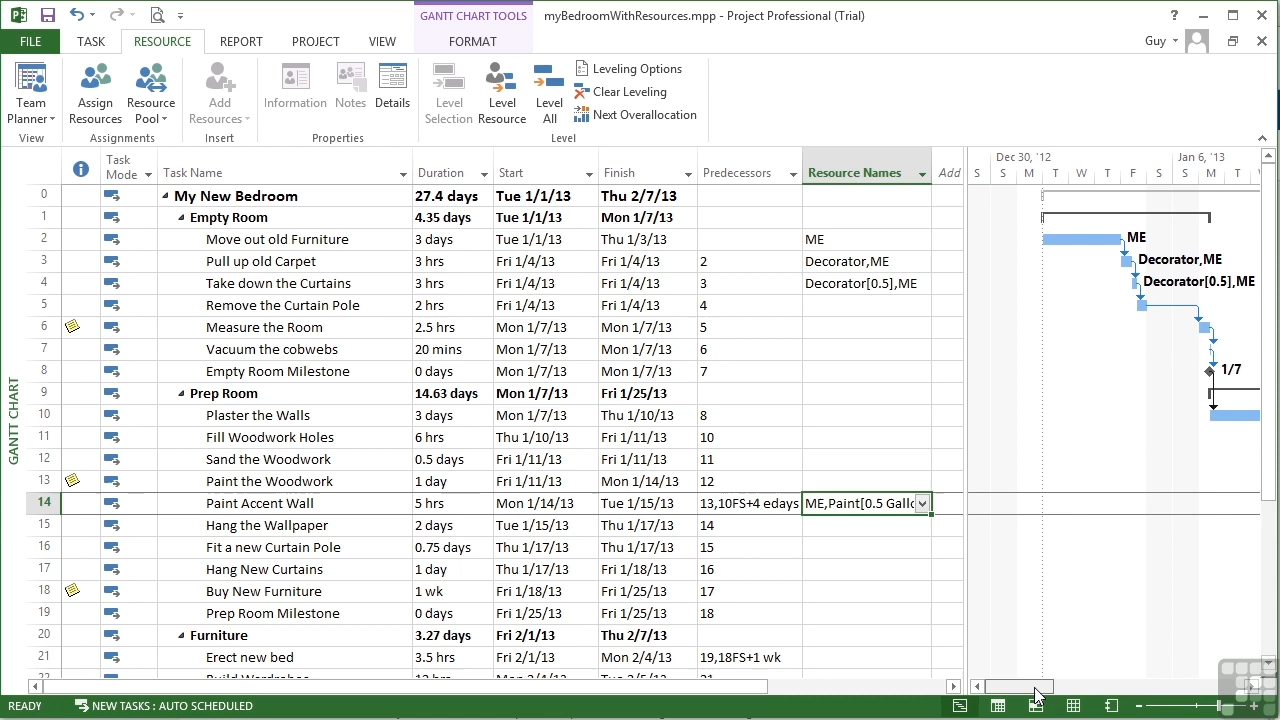 GANTT CHART TOOLS
myBedroomWithResources.mpp - Project Professional (Trial)
?
FILE
TASK
RESOURCE
REPORT
PROJECT
VIEW
FORMAT
Guy
Team Planner
Assign Resources
Resource Pool
Add Resources
Information
Notes
Details
Level Selection
Level Resource
Level All
Leveling Options
Clear Leveling
Next Overallocation
View
Assignments
Insert
Properties
Level
Task Mode
Task Name
Duration
Start
Finish
Predecessors
Resource Names
Add
Dec 30, '12
Jan 6, '13
S S M T W T F S S M T
0 My New Bedroom 27.4 days Tue 1/1/13 Thu 2/7/13
1 Empty Room 4.35 days Tue 1/1/13 Mon 1/7/13
2 Move out old Furniture 3 days Tue 1/1/13 Thu 1/3/13 ME ME
3 Pull up old Carpet 3 hrs Fri 1/4/13 Fri 1/4/13 2 Decorator,ME Decorator,ME
4 Take down the Curtains 3 hrs Fri 1/4/13 Fri 1/4/13 3 Decorator[0.5],ME Decorator[0.5],ME
5 Remove the Curtain Pole 2 hrs Fri 1/4/13 Fri 1/4/13 4
6 Measure the Room 2.5 hrs Mon 1/7/13 Mon 1/7/13 5
7 Vacuum the cobwebs 20 mins Mon 1/7/13 Mon 1/7/13 6
8 Empty Room Milestone 0 days Mon 1/7/13 Mon 1/7/13 7 1/7
9 Prep Room 14.63 days Mon 1/7/13 Fri 1/25/13
10 Plaster the Walls 3 days Mon 1/7/13 Thu 1/10/13 8
11 Fill Woodwork Holes 6 hrs Thu 1/10/13 Fri 1/11/13 10
12 Sand the Woodwork 0.5 days Fri 1/11/13 Fri 1/11/13 11
13 Paint the Woodwork 1 day Fri 1/11/13 Mon 1/14/13 12
14 Paint Accent Wall 5 hrs Mon 1/14/13 Tue 1/15/13 13,10FS+4 edays ME,Paint[0.5 Gallo
15 Hang the Wallpaper 2 days Tue 1/15/13 Thu 1/17/13 14
16 Fit a new Curtain Pole 0.75 days Thu 1/17/13 Thu 1/17/13 15
17 Hang New Curtains 1 day Thu 1/17/13 Fri 1/18/13 16
18 Buy New Furniture 1 wk Fri 1/18/13 Fri 1/25/13 17
19 Prep Room Milestone 0 days Fri 1/25/13 Fri 1/25/13 18
20 Furniture 3.27 days Fri 2/1/13 Thu 2/7/13
21 Erect new bed 3.5 hrs Fri 2/1/13 Mon 2/4/13 19,18FS+1 wk
GANTT CHART
READY
NEW TASKS : AUTO SCHEDULED